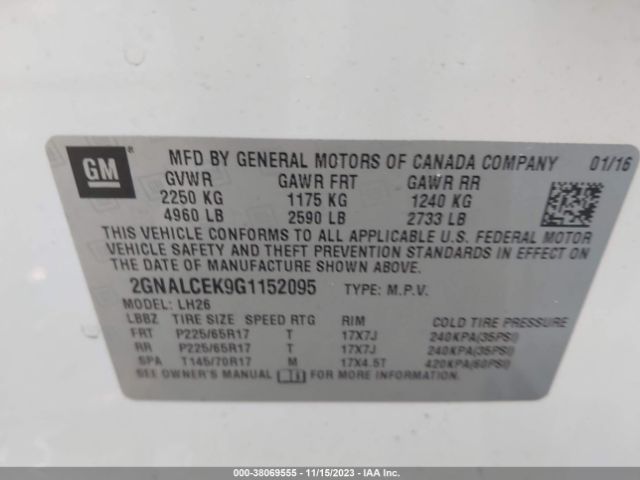 GM ®
MFD BY GENERAL MOTORS OF CANADA COMPANY 01/16
GVWR GAWR FRT GAWR RR
2250 KG 1175 KG 1240 KG
4960 LB 2590 LB 2733 LB
THIS VEHICLE CONFORMS TO ALL APPLICABLE U.S. FEDERAL MOTOR
VEHICLE SAFETY AND THEFT PREVENTION STANDARDS IN EFFECT ON
THE DATE OF MANUFACTURE SHOWN ABOVE.
2GNALCEK9G1152095 TYPE: M.P.V.
MODEL: LH26
LBBZ TIRE SIZE SPEED RTG RIM COLD TIRE PRESSURE
FRT P225/65R17 T 17X7J 240KPA(35PSI)
RR P225/65R17 T 17X7J 240KPA(35PSI)
SPA T145/70R17 M 17X4.5T 420KPA(60PSI)
SEE OWNER'S MANUAL FOR MORE INFORMATION.
000-38069555 - 11/15/2023 - IAAI.com